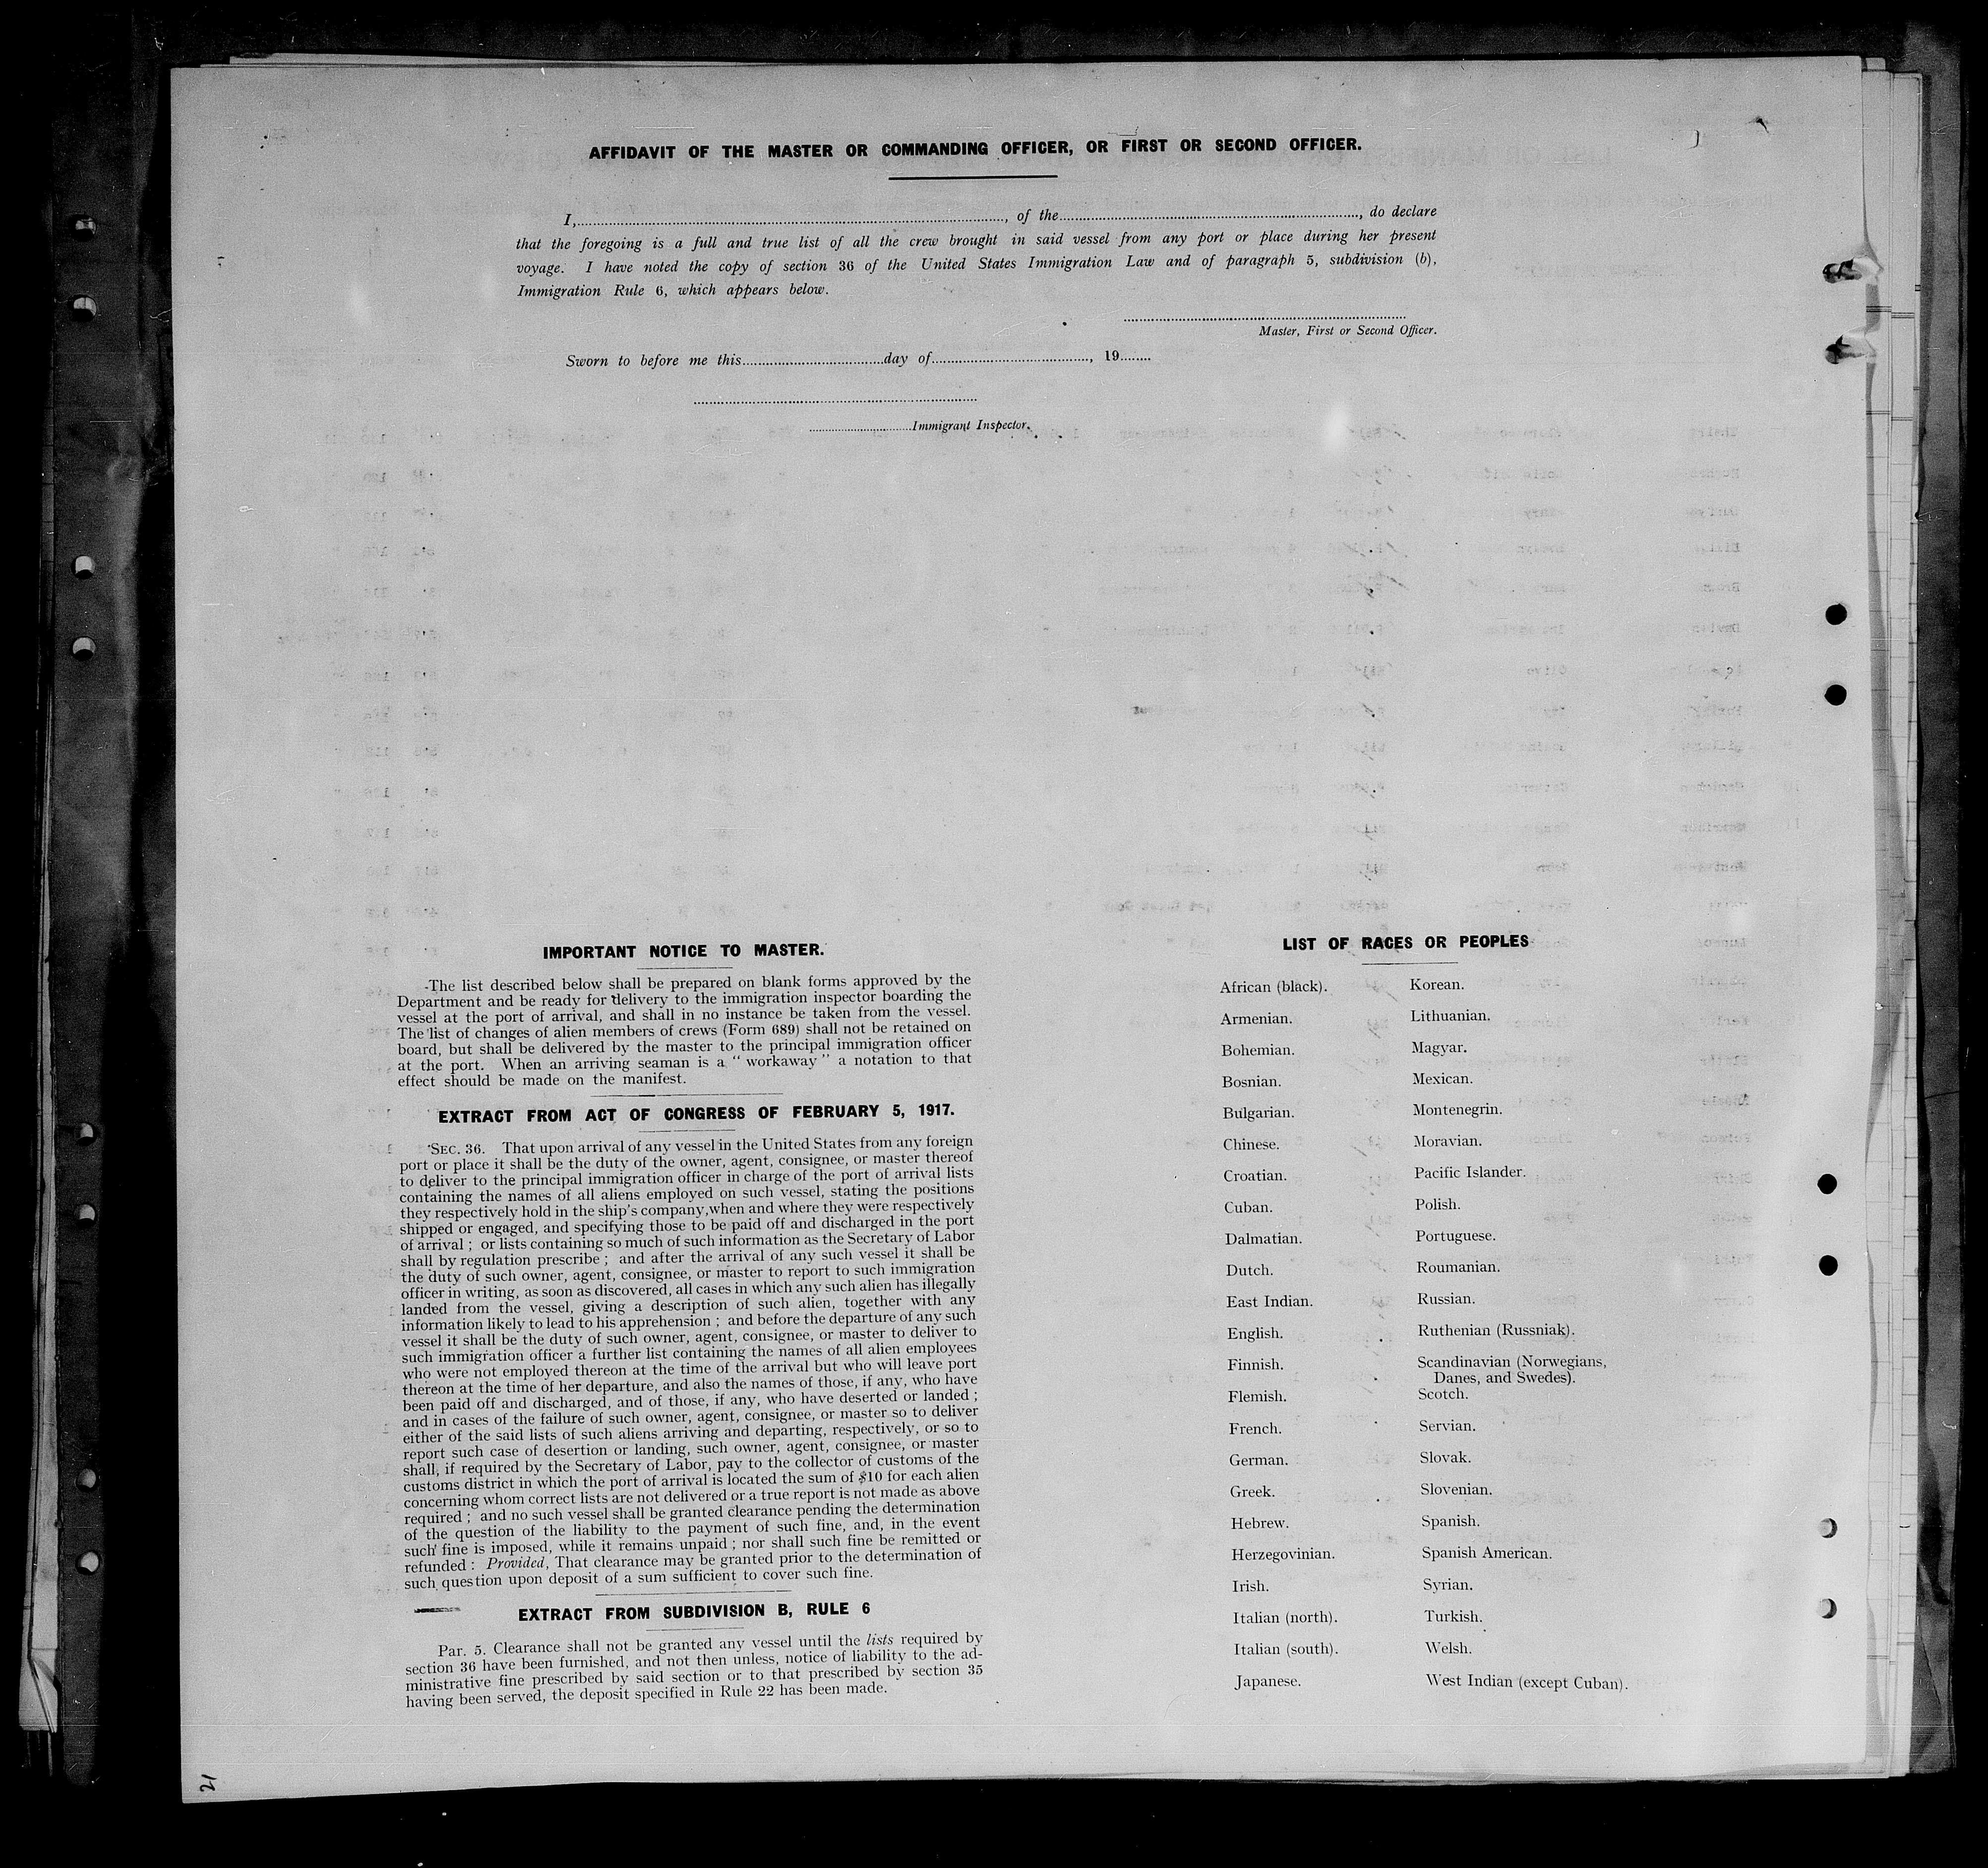 AFFIDAVIT OF THE MASTER OR COMMANDING OFFICER, OR FIRST OR SECOND OFFICER.
I,........................, of the........................, do declare
that the foregoing is a full and true list of all the crew brought in said vessel from any port or place during her present
voyage. I have noted the copy of section 36 of the United States Immigration Law and of paragraph 5, subdivision (b),
Immigration Rule 6, which appears below.
Master, First or Second Officer.
Sworn to before me this............day of............, 19........
............Immigrant Inspector.
IMPORTANT NOTICE TO MASTER.
The list described below shall be prepared on blank forms approved by the
Department and be ready for delivery to the immigration inspector boarding the
vessel at the port of arrival, and shall in no instance be taken from the vessel.
The list of changes of alien members of crews (Form 689) shall not be retained on
board, but shall be delivered by the master to the principal immigration officer
at the port. When an arriving seaman is a " workaway " a notation to that
effect should be made on the manifest.
EXTRACT FROM ACT OF CONGRESS OF FEBRUARY 5, 1917.
SEC. 36. That upon arrival of any vessel in the United States from any foreign
port or place it shall be the duty of the owner, agent, consignee, or master thereof
to deliver to the principal immigration officer in charge of the port of arrival lists
containing the names of all aliens employed on such vessel, stating the positions
they respectively hold in the ship's company, when and where they were respectively
shipped or engaged, and specifying those to be paid off and discharged in the port
of arrival ; or lists containing so much of such information as the Secretary of Labor
shall by regulation prescribe ; and after the arrival of any such vessel it shall be
the duty of such owner, agent, consignee, or master to report to such immigration
officer in writing, as soon as discovered, all cases in which any such alien has illegally
landed from the vessel, giving a description of such alien, together with any
information likely to lead to his apprehension ; and before the departure of any such
vessel it shall be the duty of such owner, agent, consignee, or master to deliver to
such immigration officer a further list containing the names of all alien employees
who were not employed thereon at the time of the arrival but who will leave port
thereon at the time of her departure, and also the names of those, if any, who have
been paid off and discharged, and of those, if any, who have deserted or landed ;
and in cases of the failure of such owner, agent, consignee, or master so to deliver
either of the said lists of such aliens arriving and departing, respectively, or so to
report such case of desertion or landing, such owner, agent, consignee, or master
shall, if required by the Secretary of Labor, pay to the collector of customs of the
customs district in which the port of arrival is located the sum of $10 for each alien
concerning whom correct lists are not delivered or a true report is not made as above
required ; and no such vessel shall be granted clearance pending the determination
of the question of the liability to the payment of such fine, and, in the event
such fine is imposed, while it remains unpaid ; nor shall such fine be remitted or
refunded : Provided, That clearance may be granted prior to the determination of
such question upon deposit of a sum sufficient to cover such fine.
EXTRACT FROM SUBDIVISION B, RULE 6
Par. 5. Clearance shall not be granted any vessel until the lists required by
section 36 have been furnished, and not then unless, notice of liability to the ad-
ministrative fine prescribed by said section or to that prescribed by section 35
having been served, the deposit specified in Rule 22 has been made.
LIST OF RACES OR PEOPLES
African (black).
Armenian.
Bohemian.
Bosnian.
Bulgarian.
Chinese.
Croatian.
Cuban.
Dalmatian.
Dutch.
East Indian.
English.
Finnish.
Flemish.
French.
German.
Greek.
Hebrew.
Herzegovinian.
Irish.
Italian (north).
Italian (south).
Japanese.
Korean.
Lithuanian.
Magyar.
Mexican.
Montenegrin.
Moravian.
Pacific Islander.
Polish.
Portuguese.
Roumanian.
Russian.
Ruthenian (Russniak).
Scandinavian (Norwegians,
Danes, and Swedes).
Scotch.
Servian.
Slovak.
Slovenian.
Spanish.
Spanish American.
Syrian.
Turkish.
Welsh.
West Indian (except Cuban).
21